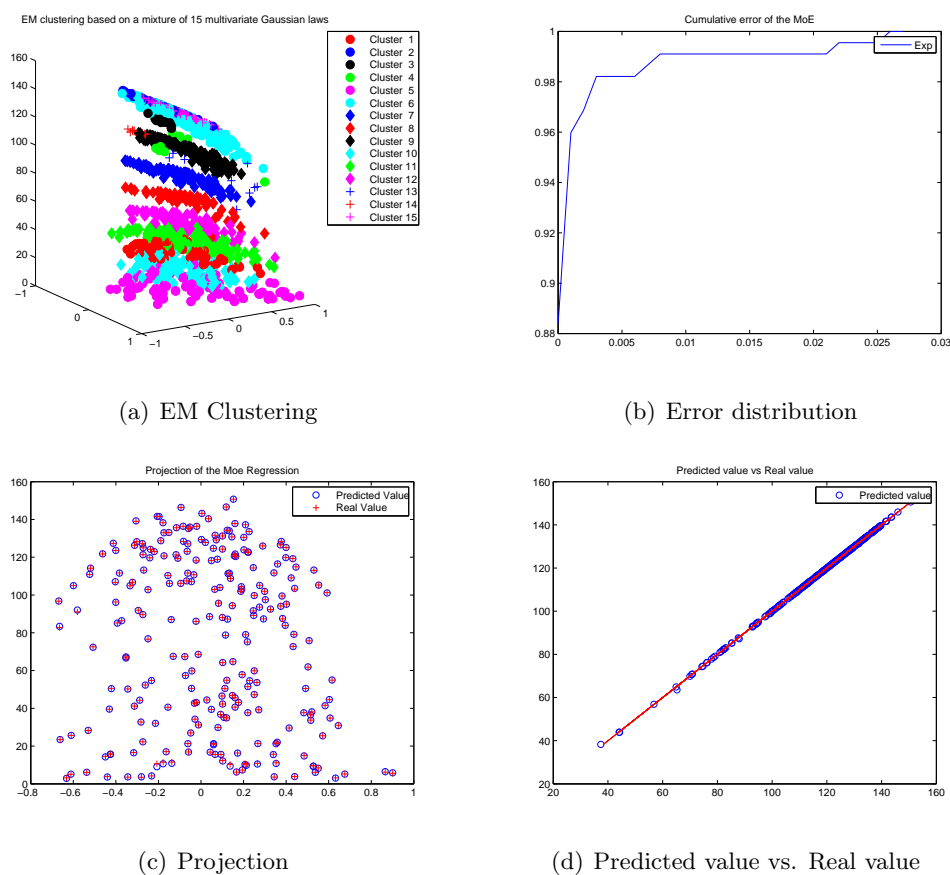 EM clustering based on a mixture of 15 multivariate Gaussian laws
160
140
120
100
80
60
40
20
0
−1
0
1
−1
−0.5
0
0.5
1
Cluster 1
Cluster 2
Cluster 3
Cluster 4
Cluster 5
Cluster 6
Cluster 7
Cluster 8
Cluster 9
Cluster 10
Cluster 11
Cluster 12
Cluster 13
Cluster 14
Cluster 15
(a) EM Clustering
Cumulative error of the MoE
1
0.98
0.96
0.94
0.92
0.9
0.88
0
0.005
0.01
0.015
0.02
0.025
0.03
Exp
(b) Error distribution
Projection of the Moe Regression
160
140
120
100
80
60
40
20
0
−0.8
−0.6
−0.4
−0.2
0
0.2
0.4
0.6
0.8
1
Predicted Value
Real Value
(c) Projection
Predicted value vs Real value
160
140
120
100
80
60
40
20
20
40
60
80
100
120
140
160
Predicted value
(d) Predicted value vs. Real value